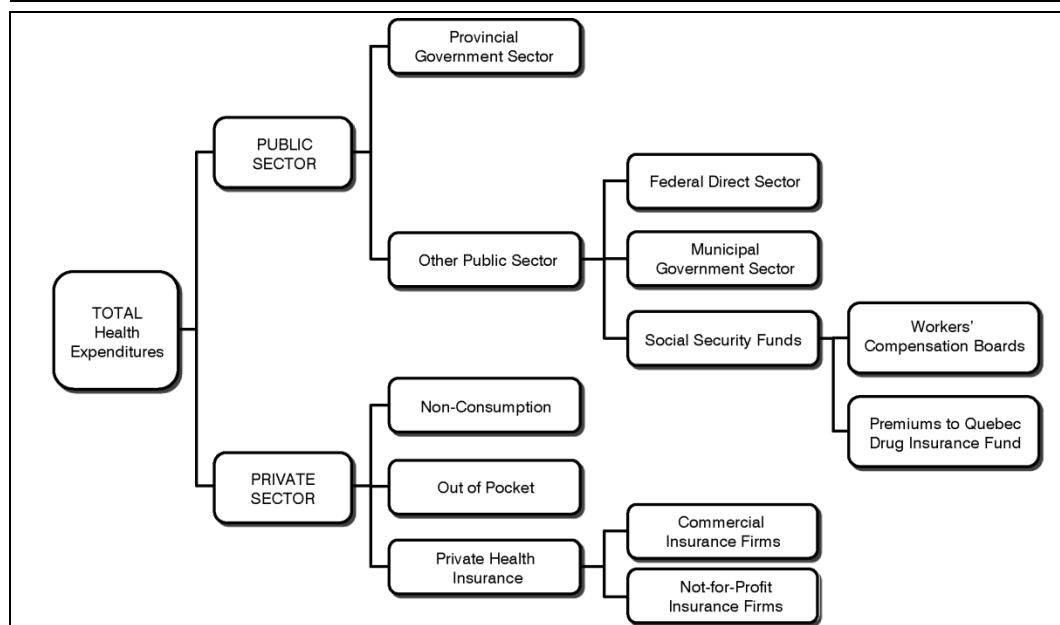 Provincial
Government Sector
PUBLIC
SECTOR
Federal Direct Sector
Other Public Sector
Municipal
Government Sector
TOTAL
Health
Expenditures
Social Security Funds
Workers'
Compensation Boards
Non-Consumption
Premiums to Quebec
Drug Insurance Fund
PRIVATE
SECTOR
Out of Pocket
Commercial
Insurance Firms
Private Health
Insurance
Not-for-Profit
Insurance Firms